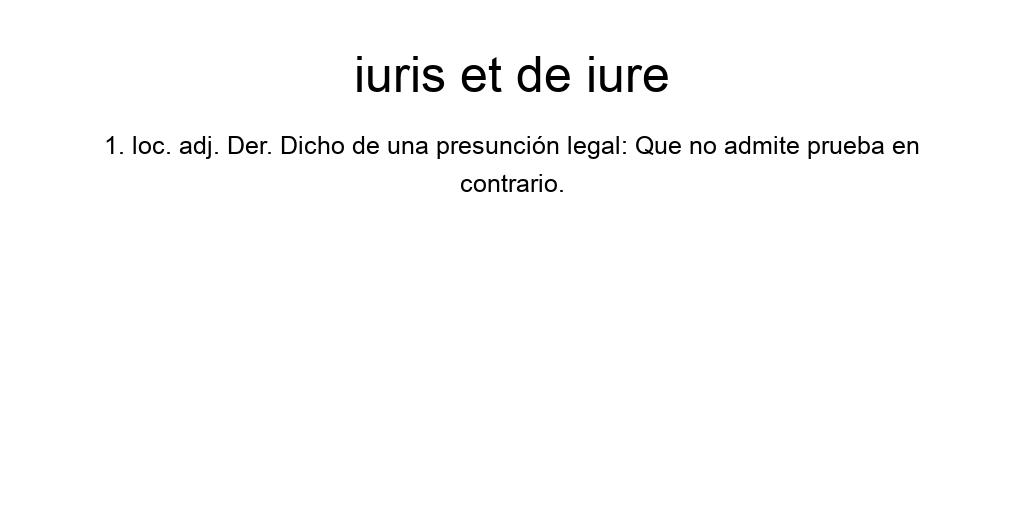 iuris et de iure
1. loc. adj. Der. Dicho de una presunción legal: Que no admite prueba en
contrario.